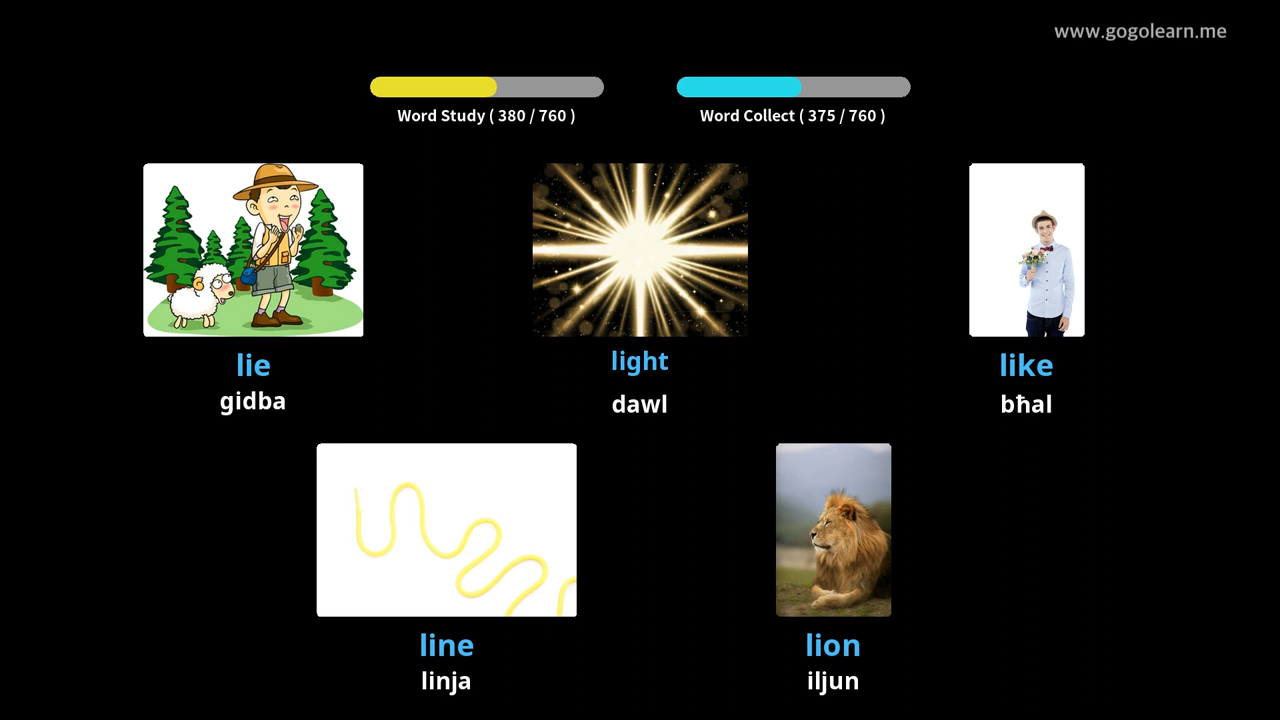 www.gogolearn.me
Word Study ( 380 / 760 )
Word Collect ( 375 / 760 )
lie
gidba
light
dawl
like
bħal
line
linja
lion
iljun